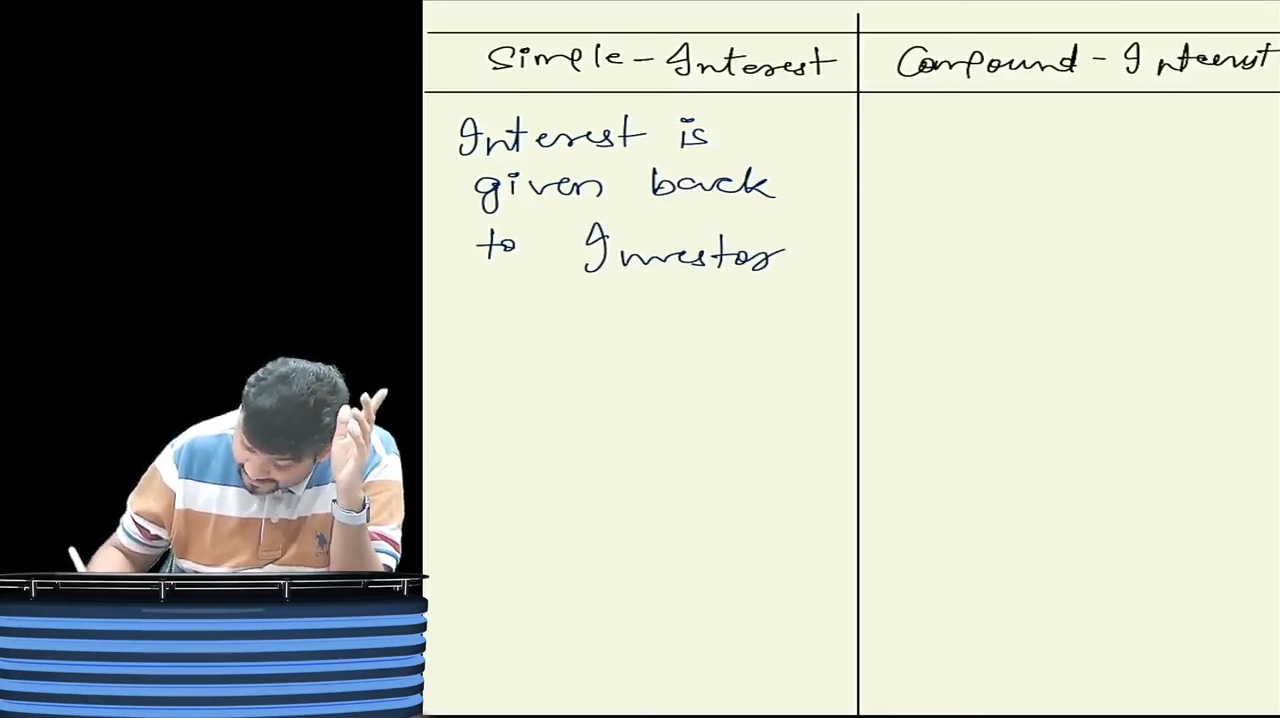 Simple - Interest
Compound - Interest
Interest is
given back
to Investor